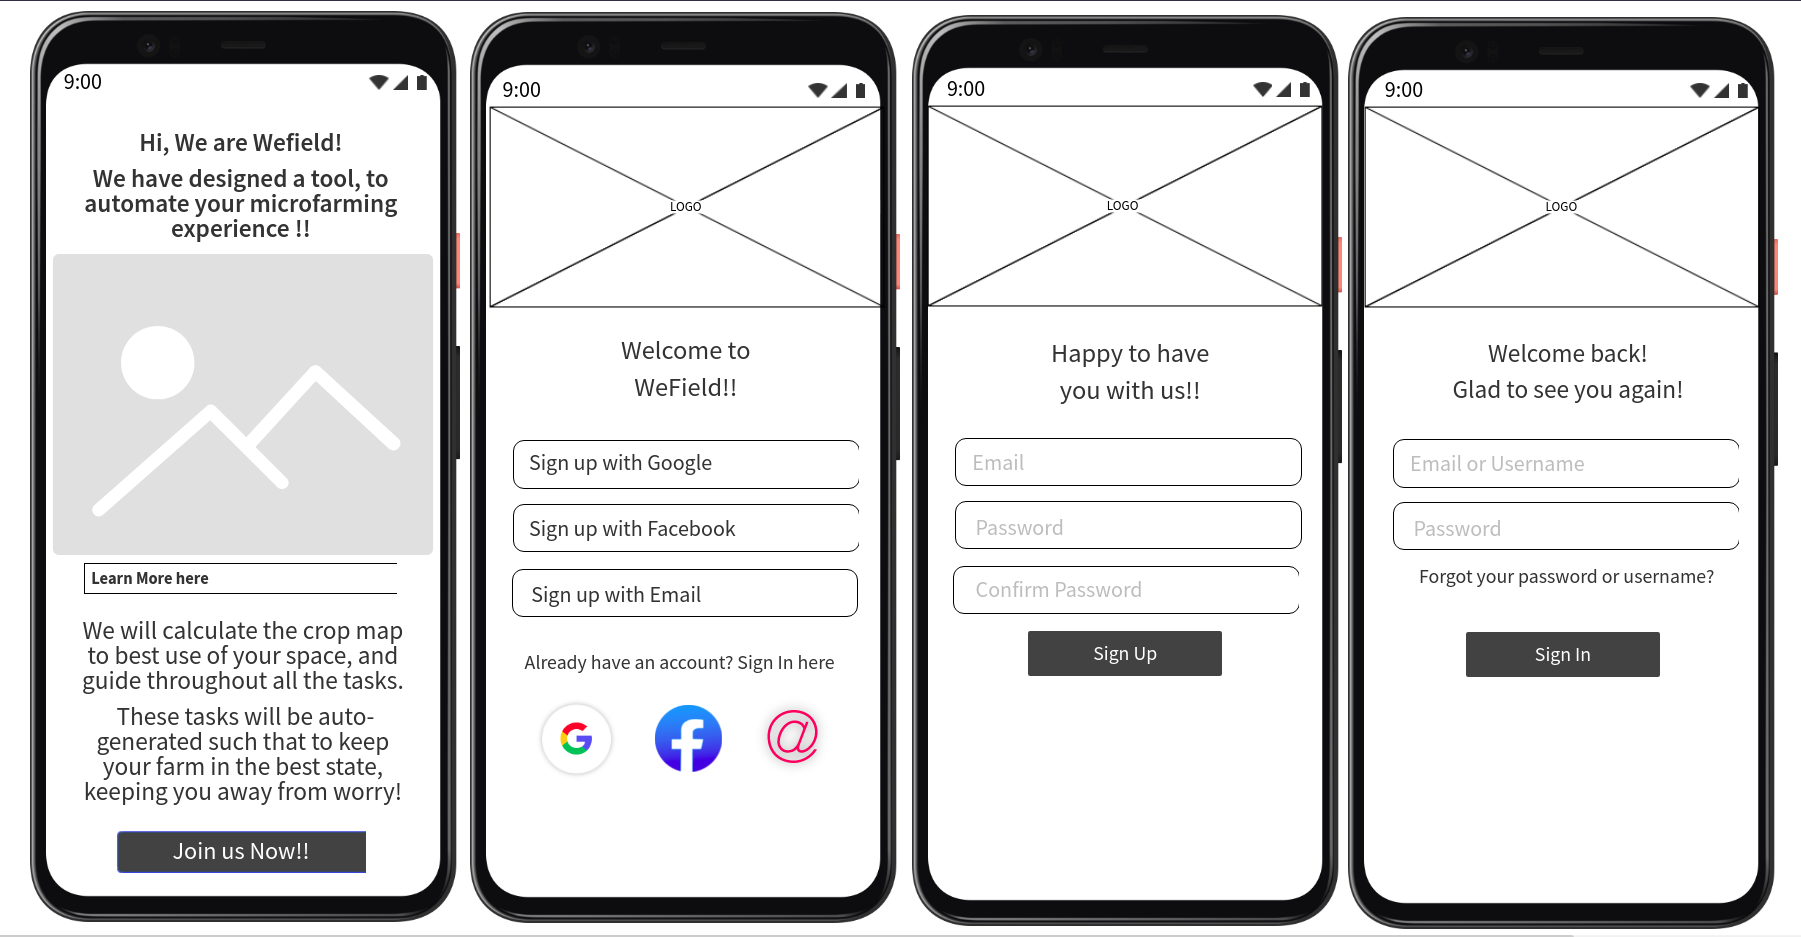 9:00
Hi, We are Wefield!
We have designed a tool, to
automate your microfarming
experience !!
Learn More here
We will calculate the crop map
to best use of your space, and
guide throughout all the tasks.
These tasks will be auto-
generated such that to keep
your farm in the best state,
keeping you away from worry!
Join us Now!!
9:00
LOGO
Welcome to
WeField!!
Sign up with Google
Sign up with Facebook
Sign up with Email
Already have an account? Sign In here
9:00
LOGO
Happy to have
you with us!!
Email
Password
Confirm Password
Sign Up
9:00
LOGO
Welcome back!
Glad to see you again!
Email or Username
Password
Forgot your password or username?
Sign In